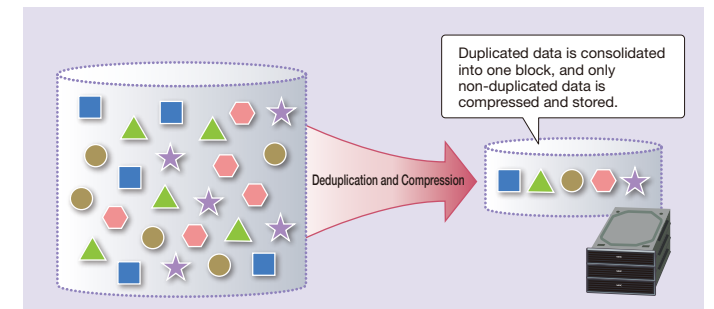 Duplicated data is consolidated
into one block, and only
non-duplicated data is
compressed and stored.
Deduplication and Compression